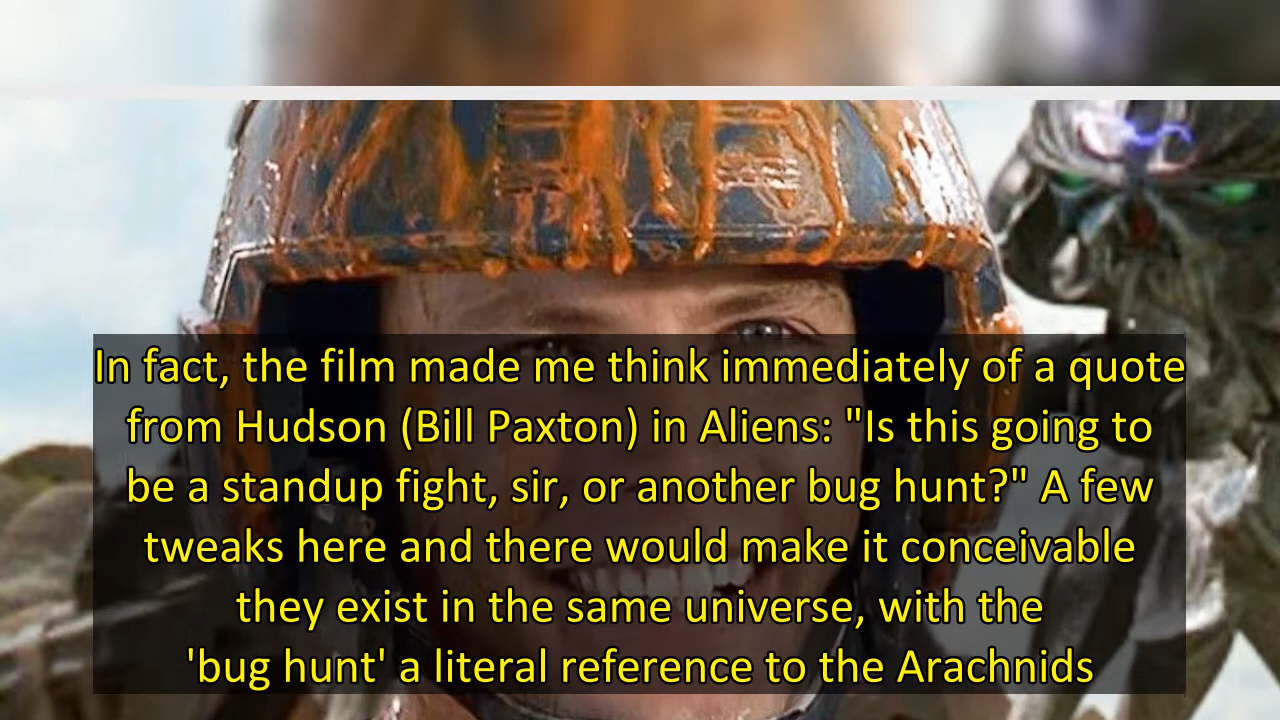 In fact, the film made me think immediately of a quote
from Hudson (Bill Paxton) in Aliens: "Is this going to
be a standup fight, sir, or another bug hunt?" A few
tweaks here and there would make it conceivable
they exist in the same universe, with the
'bug hunt' a literal reference to the Arachnids